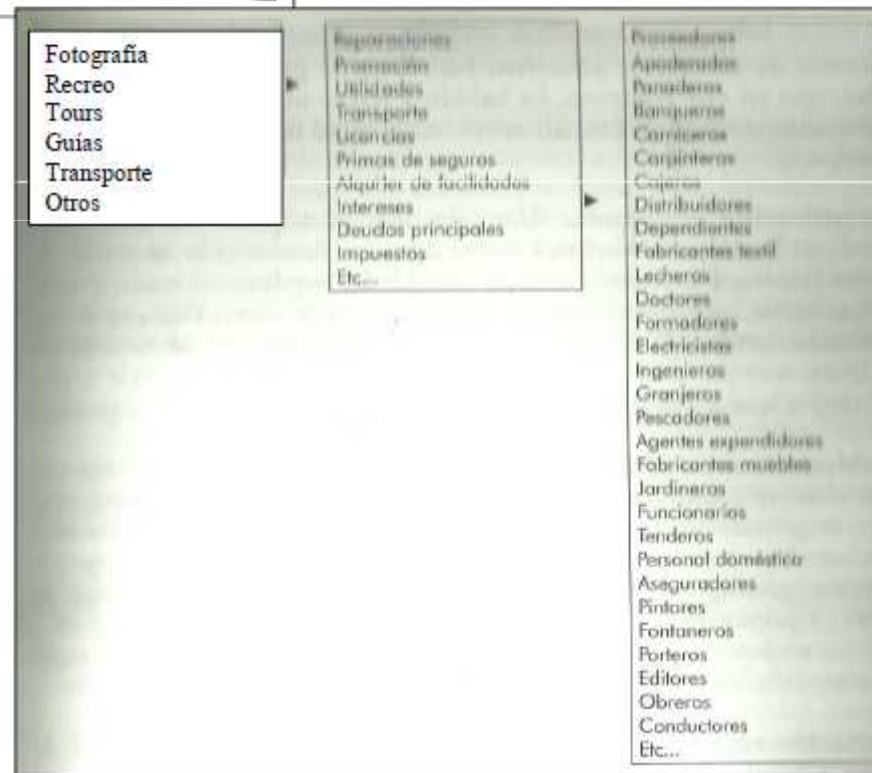 Fotografía
Recreo
Tours
Guías
Transporte
Otros
Reparaciones
Promoción
Utilidades
Transporte
Licencias
Primas de seguros
Alquiler de facilidades
Intereses
Deudas principales
Impuestos
Etc...
Proveedores
Apoderados
Panaderos
Banqueros
Carniceros
Carpinteros
Cajeros
Distribuidores
Dependientes
Fabricantes textil
Lecheros
Doctores
Formadores
Electricistas
Ingenieros
Granjeros
Pescadores
Agentes expendidores
Fabricantes muebles
Jardineros
Funcionarios
Tenderos
Personal doméstico
Aseguradores
Pintores
Fontaneros
Porteros
Editores
Obreros
Conductores
Etc...